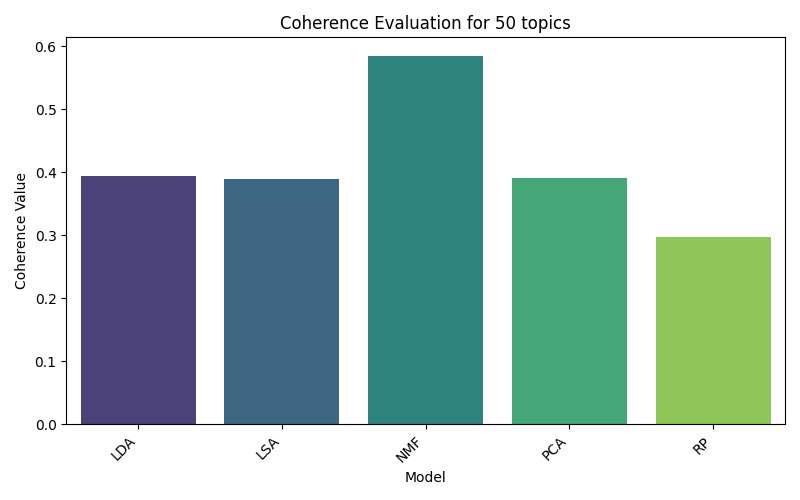 Coherence Evaluation for 50 topics
Coherence Value
0.6
0.5
0.4
0.3
0.2
0.1
0.0
LDA
LSA
NMF
PCA
RP
Model